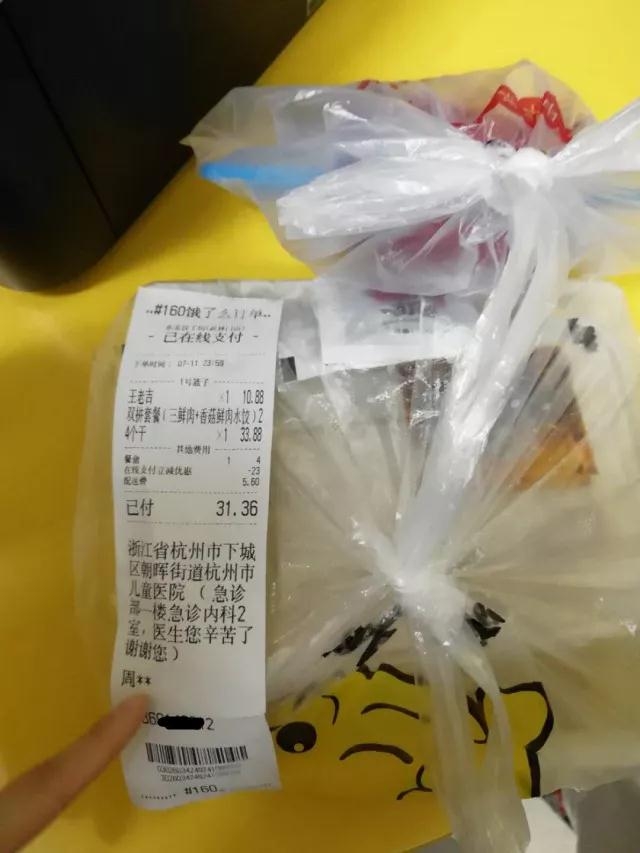 #160饿了么订单
- 已在线支付 -
下单时间： 07-11 23:59
1号篮子
王老吉 ×1 10.88
双拼套餐（三鲜肉+香菇鲜肉水饺）2
4个干 ×1 33.88
其他费用
餐盒 1 4
在线支付立减优惠 -23
配送费 5.60
已付 31.36
浙江省杭州市下城
区朝晖街道杭州市
儿童医院（急诊
部一楼急诊内科2
室，医生您辛苦了
谢谢您）
周**
#160